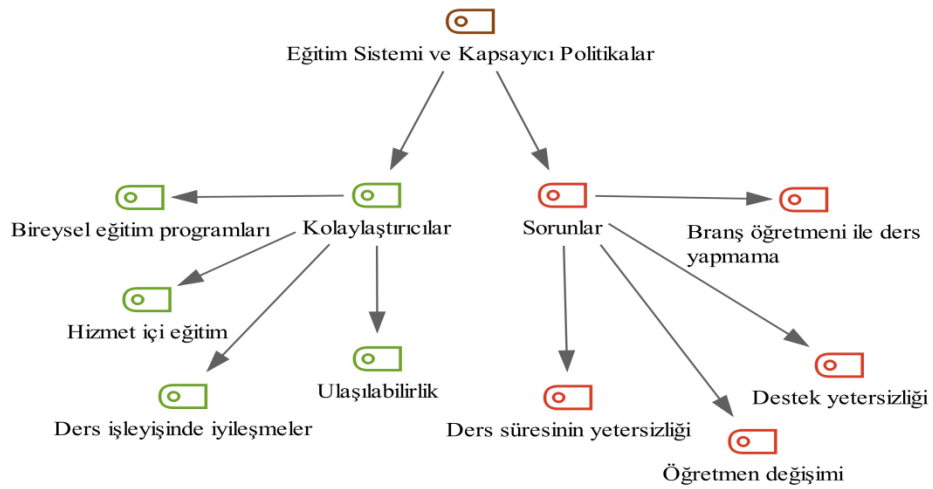 Eğitim Sistemi ve Kapsayıcı Politikalar
Bireysel eğitim programları
Kolaylaştırıcılar
Sorunlar
Branş öğretmeni ile ders
yapmama
Hizmet içi eğitim
Ulaşılabilirlik
Destek yetersizliği
Ders işleyişinde iyileşmeler
Ders süresinin yetersizliği
Öğretmen değişimi